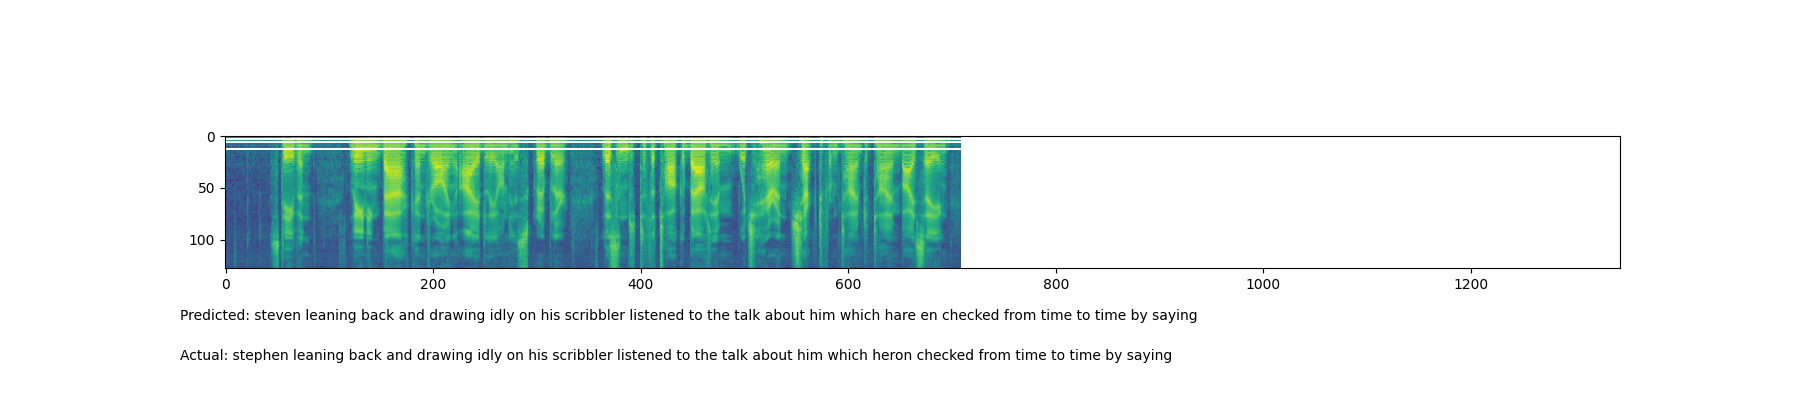 0
50
100
0 200 400 600 800 1000 1200
Predicted: steven leaning back and drawing idly on his scribbler listened to the talk about him which hare en checked from time to time by saying
Actual: stephen leaning back and drawing idly on his scribbler listened to the talk about him which heron checked from time to time by saying